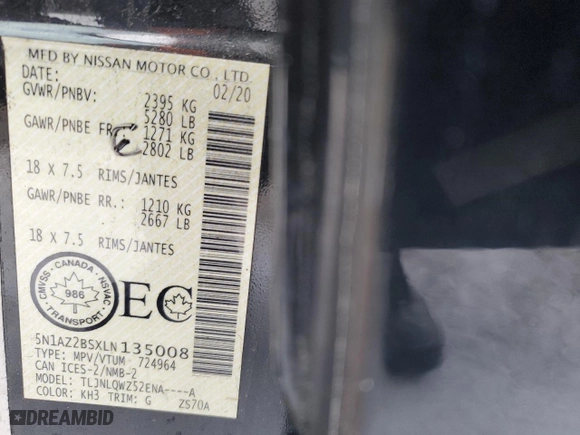 MFD BY NISSAN MOTOR CO., LTD.
DATE: 02/20
GVWR/PNBV: 2395 KG
5280 LB
GAWR/PNBE FR.: 1271 KG
2802 LB
18 x 7.5 RIMS/JANTES
GAWR/PNBE RR.: 1210 KG
2667 LB
18 x 7.5 RIMS/JANTES
CMVSS · CANADA · NSVAC
986
TRANSPORT
EC
5N1AZ2BSXLN135008
TYPE: MPV/VTUM 724964
CAN ICES-2/NMB-2
MODEL: TLJNLQWZ52ENA----A
COLOR: KH3 TRIM: G ZS70A
DREAMBID